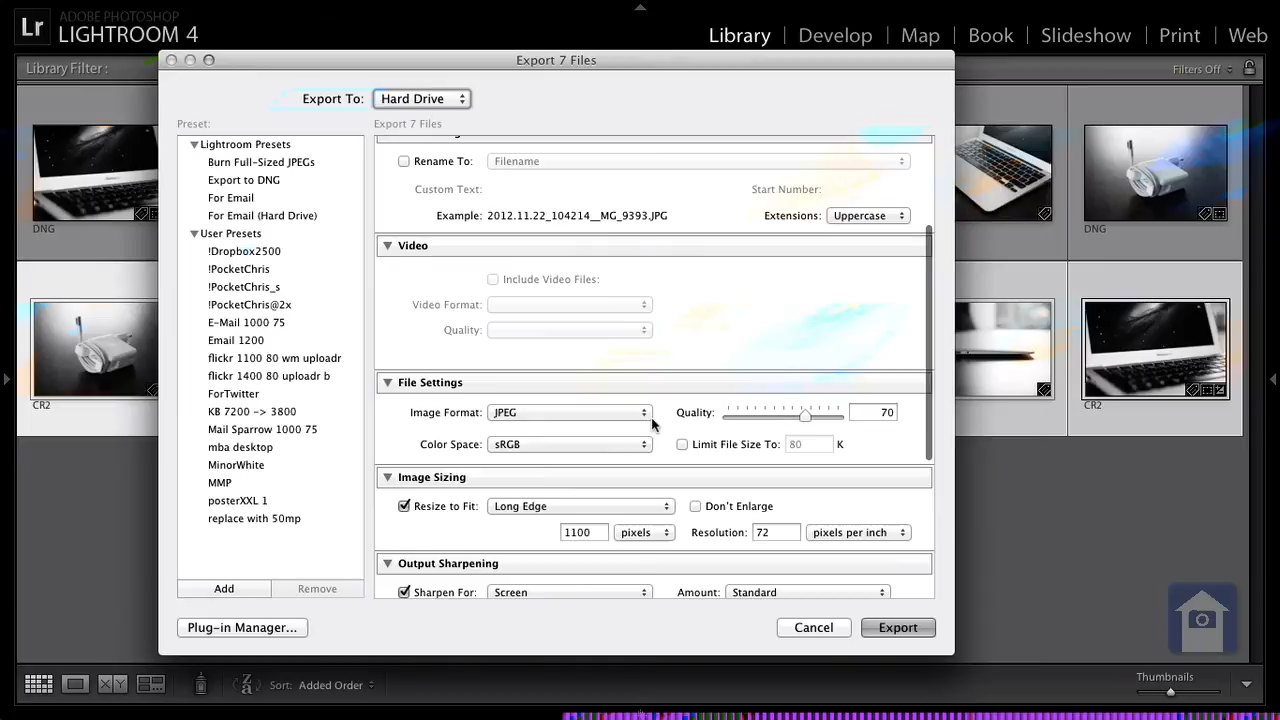 Lr
ADOBE PHOTOSHOP
LIGHTROOM 4
Library | Develop | Map | Book | Slideshow | Print | Web
Library Filter :
Filters Off
Export 7 Files
Export To: Hard Drive
Preset:
Lightroom Presets
Burn Full-Sized JPEGs
Export to DNG
For Email
For Email (Hard Drive)
User Presets
!Dropbox2500
!PocketChris
!PocketChris_s
!PocketChris@2x
E-Mail 1000 75
Email 1200
flickr 1100 80 wm uploadr
flickr 1400 80 uploadr b
ForTwitter
KB 7200 -> 3800
Mail Sparrow 1000 75
mba desktop
MinorWhite
MMP
posterXXL 1
replace with 50mp
Add
Remove
Plug-in Manager...
Export 7 Files
Rename To: Filename
Custom Text: Start Number:
Example: 2012.11.22_104214__MG_9393.JPG Extensions: Uppercase
Video
Include Video Files:
Video Format:
Quality:
File Settings
Image Format: JPEG Quality: 70
Color Space: sRGB Limit File Size To: 80 K
Image Sizing
Resize to Fit: Long Edge Don't Enlarge
1100 pixels Resolution: 72 pixels per inch
Output Sharpening
Sharpen For: Screen Amount: Standard
Cancel
Export
DNG
DNG
CR2
CR2
XY
Sort: Added Order
Thumbnails